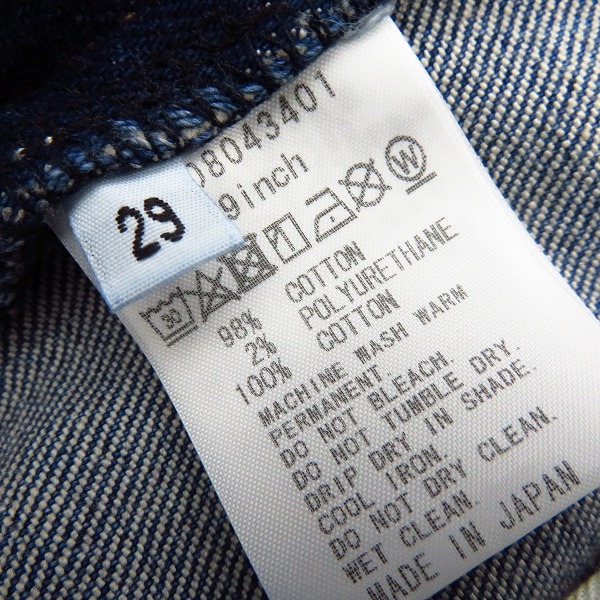 08043401
9inch
29
30 W
98% COTTON
2% POLYURETHANE
100% COTTON
MACHINE WASH WARM
PERMANENT.
DO NOT BLEACH.
DO NOT TUMBLE DRY.
DRIP DRY IN SHADE.
COOL IRON.
DO NOT DRY CLEAN.
WET CLEAN.
MADE IN JAPAN